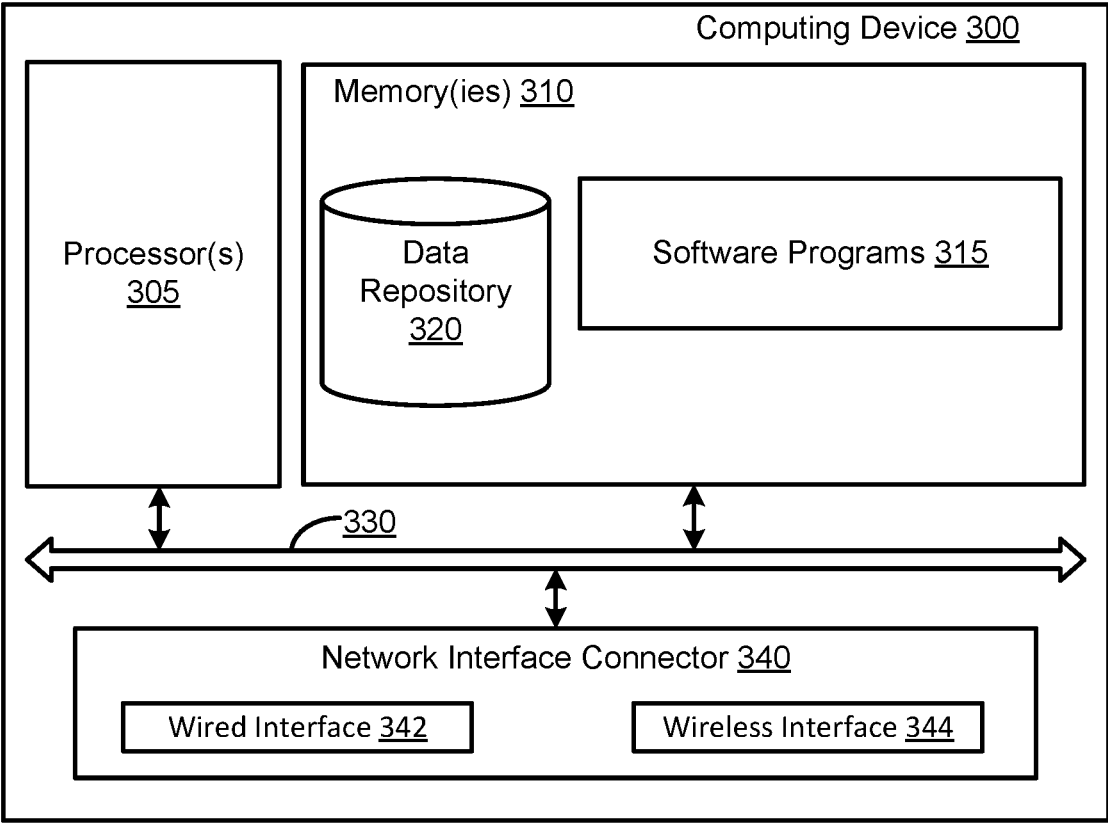 Computing Device 300
Memory(ies) 310
Processor(s)
305
Data
Repository
320
Software Programs 315
330
Network Interface Connector 340
Wired Interface 342
Wireless Interface 344